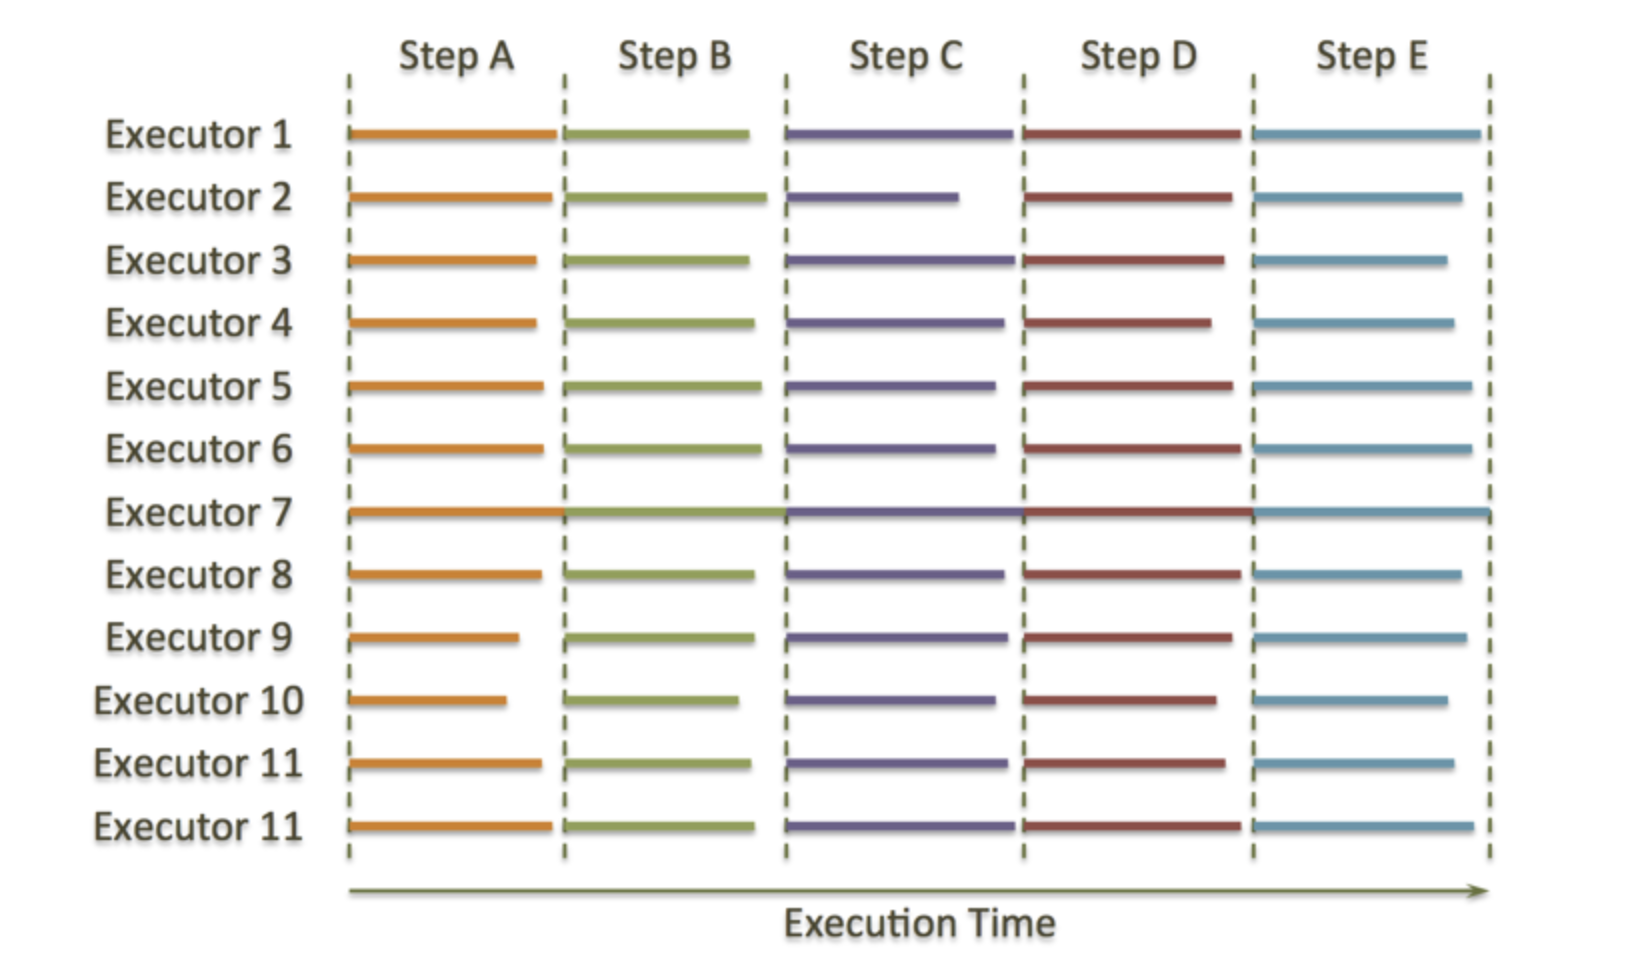 Step A Step B Step C Step D Step E
Executor 1
Executor 2
Executor 3
Executor 4
Executor 5
Executor 6
Executor 7
Executor 8
Executor 9
Executor 10
Executor 11
Executor 11
Execution Time